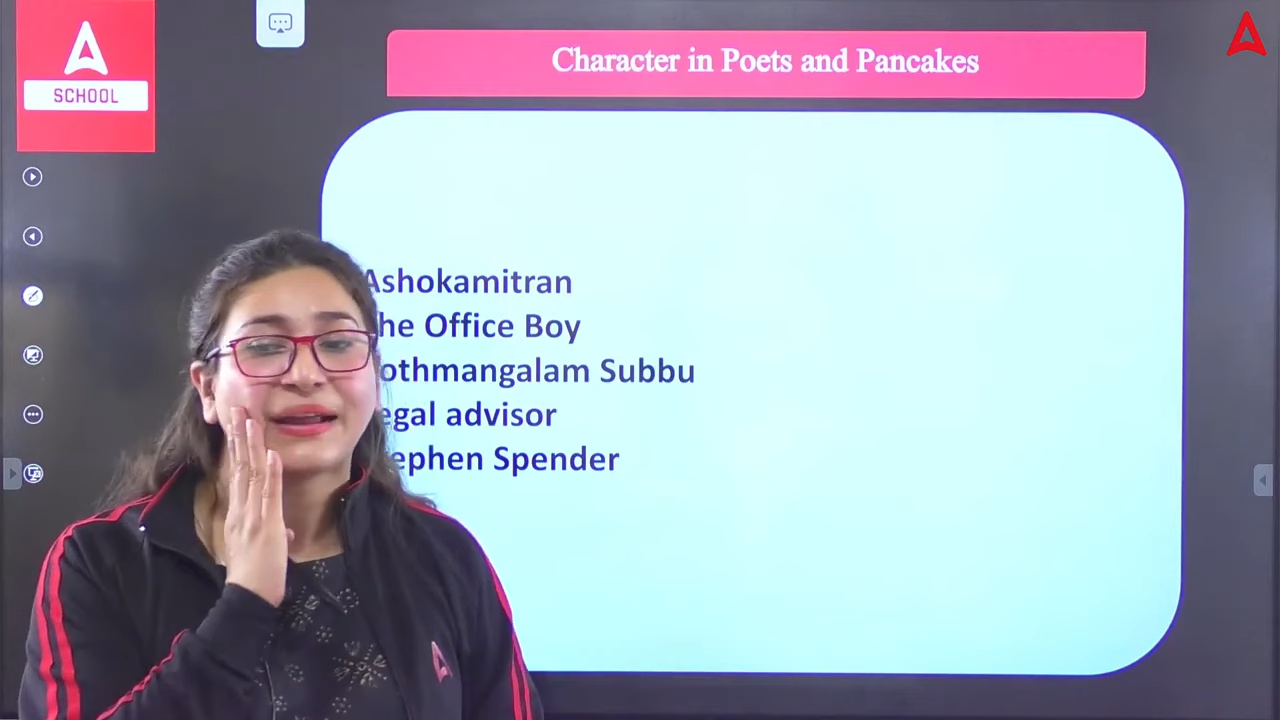 SCHOOL
Character in Poets and Pancakes
Ashokamitran
he Office Boy
othmangalam Subbu
egal advisor
ephen Spender